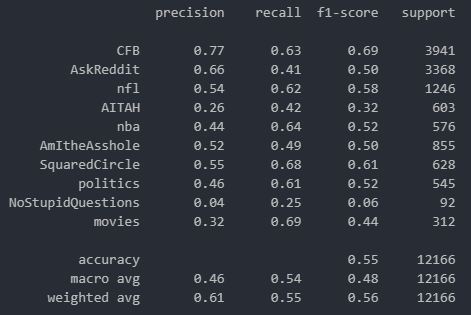 precision recall f1-score support
CFB 0.77 0.63 0.69 3941
AskReddit 0.66 0.41 0.50 3368
nfl 0.54 0.62 0.58 1246
AITAH 0.26 0.42 0.32 603
nba 0.44 0.64 0.52 576
AmItheAsshole 0.52 0.49 0.50 855
SquaredCircle 0.55 0.68 0.61 628
politics 0.46 0.61 0.52 545
NoStupidQuestions 0.04 0.25 0.06 92
movies 0.32 0.69 0.44 312
accuracy 0.55 12166
macro avg 0.46 0.54 0.48 12166
weighted avg 0.61 0.55 0.56 12166